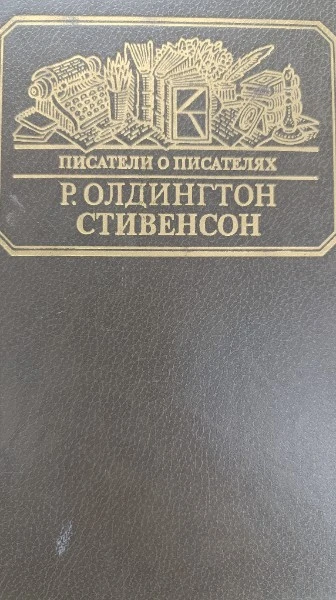 ПИСАТЕЛИ О ПИСАТЕЛЯХ
Р. ОЛДИНГТОН
СТИВЕНСОН